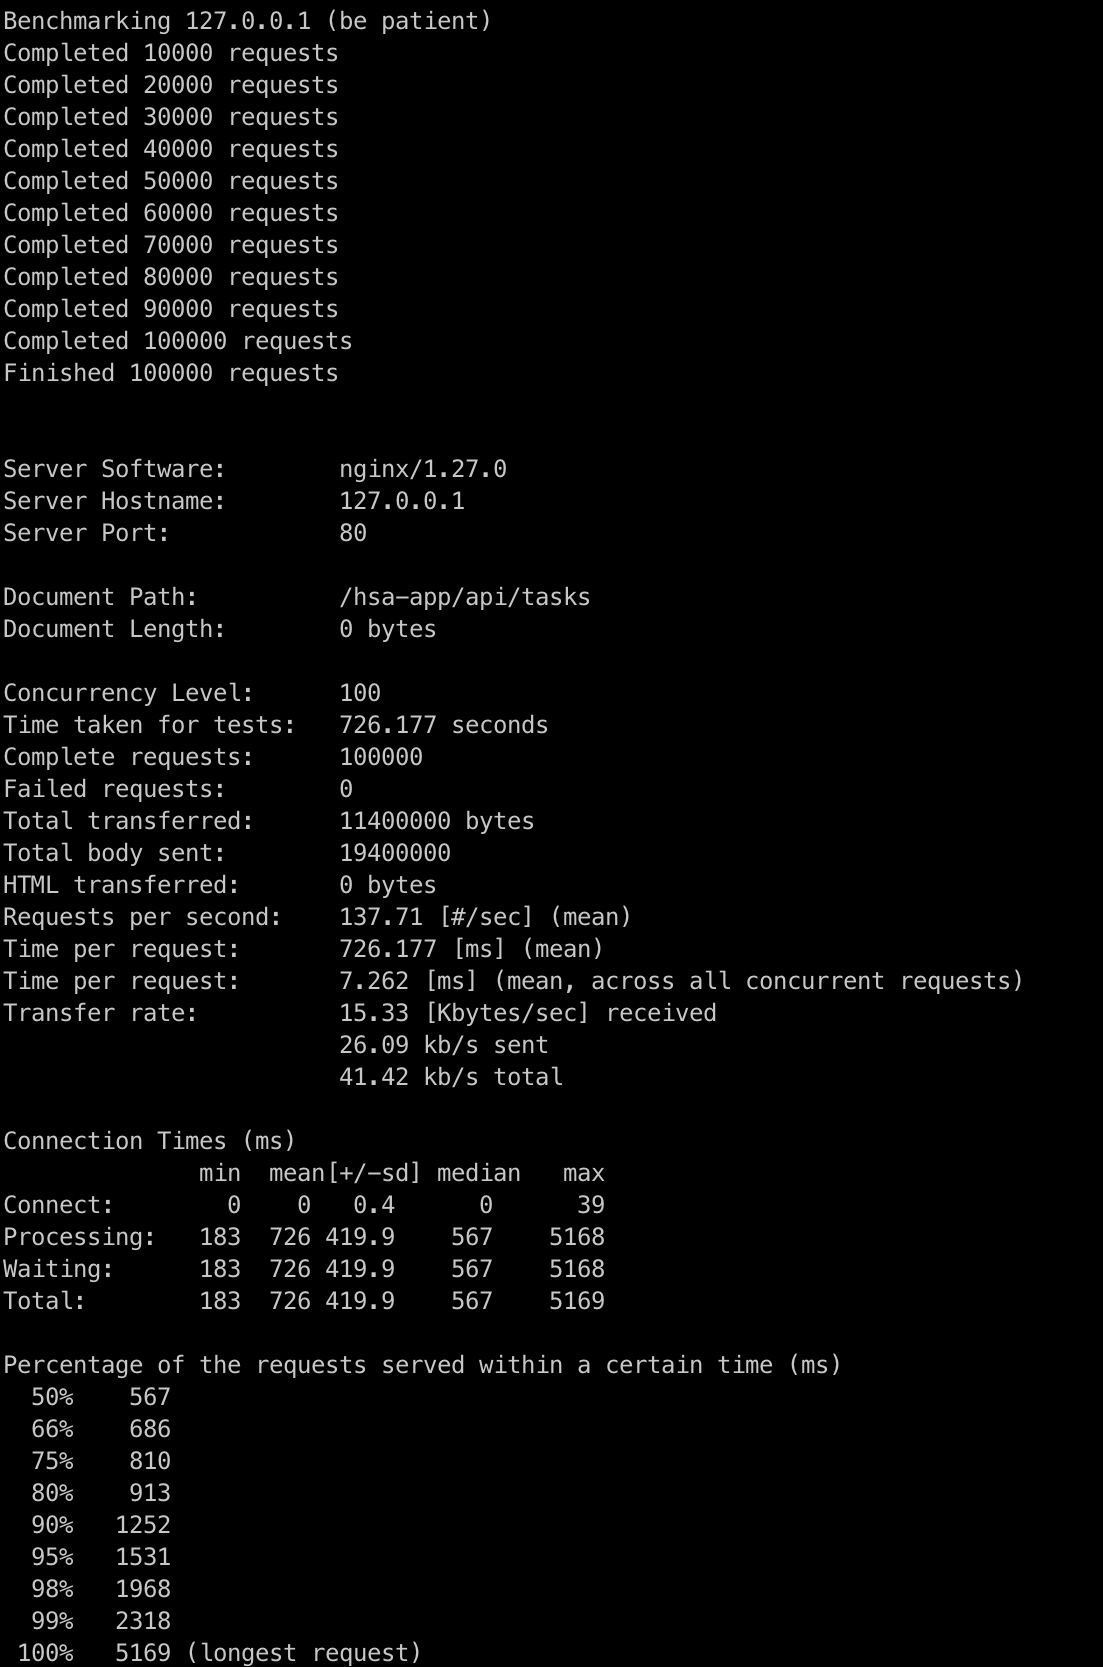 Benchmarking 127.0.0.1 (be patient)
Completed 10000 requests
Completed 20000 requests
Completed 30000 requests
Completed 40000 requests
Completed 50000 requests
Completed 60000 requests
Completed 70000 requests
Completed 80000 requests
Completed 90000 requests
Completed 100000 requests
Finished 100000 requests


Server Software:        nginx/1.27.0
Server Hostname:        127.0.0.1
Server Port:            80

Document Path:          /hsa-app/api/tasks
Document Length:        0 bytes

Concurrency Level:      100
Time taken for tests:   726.177 seconds
Complete requests:      100000
Failed requests:        0
Total transferred:      11400000 bytes
Total body sent:        19400000
HTML transferred:       0 bytes
Requests per second:    137.71 [#/sec] (mean)
Time per request:       726.177 [ms] (mean)
Time per request:       7.262 [ms] (mean, across all concurrent requests)
Transfer rate:          15.33 [Kbytes/sec] received
                        26.09 kb/s sent
                        41.42 kb/s total

Connection Times (ms)
              min  mean[+/-sd] median   max
Connect:        0    0   0.4      0      39
Processing:   183  726 419.9    567    5168
Waiting:      183  726 419.9    567    5168
Total:        183  726 419.9    567    5169

Percentage of the requests served within a certain time (ms)
  50%    567
  66%    686
  75%    810
  80%    913
  90%   1252
  95%   1531
  98%   1968
  99%   2318
 100%   5169 (longest request)